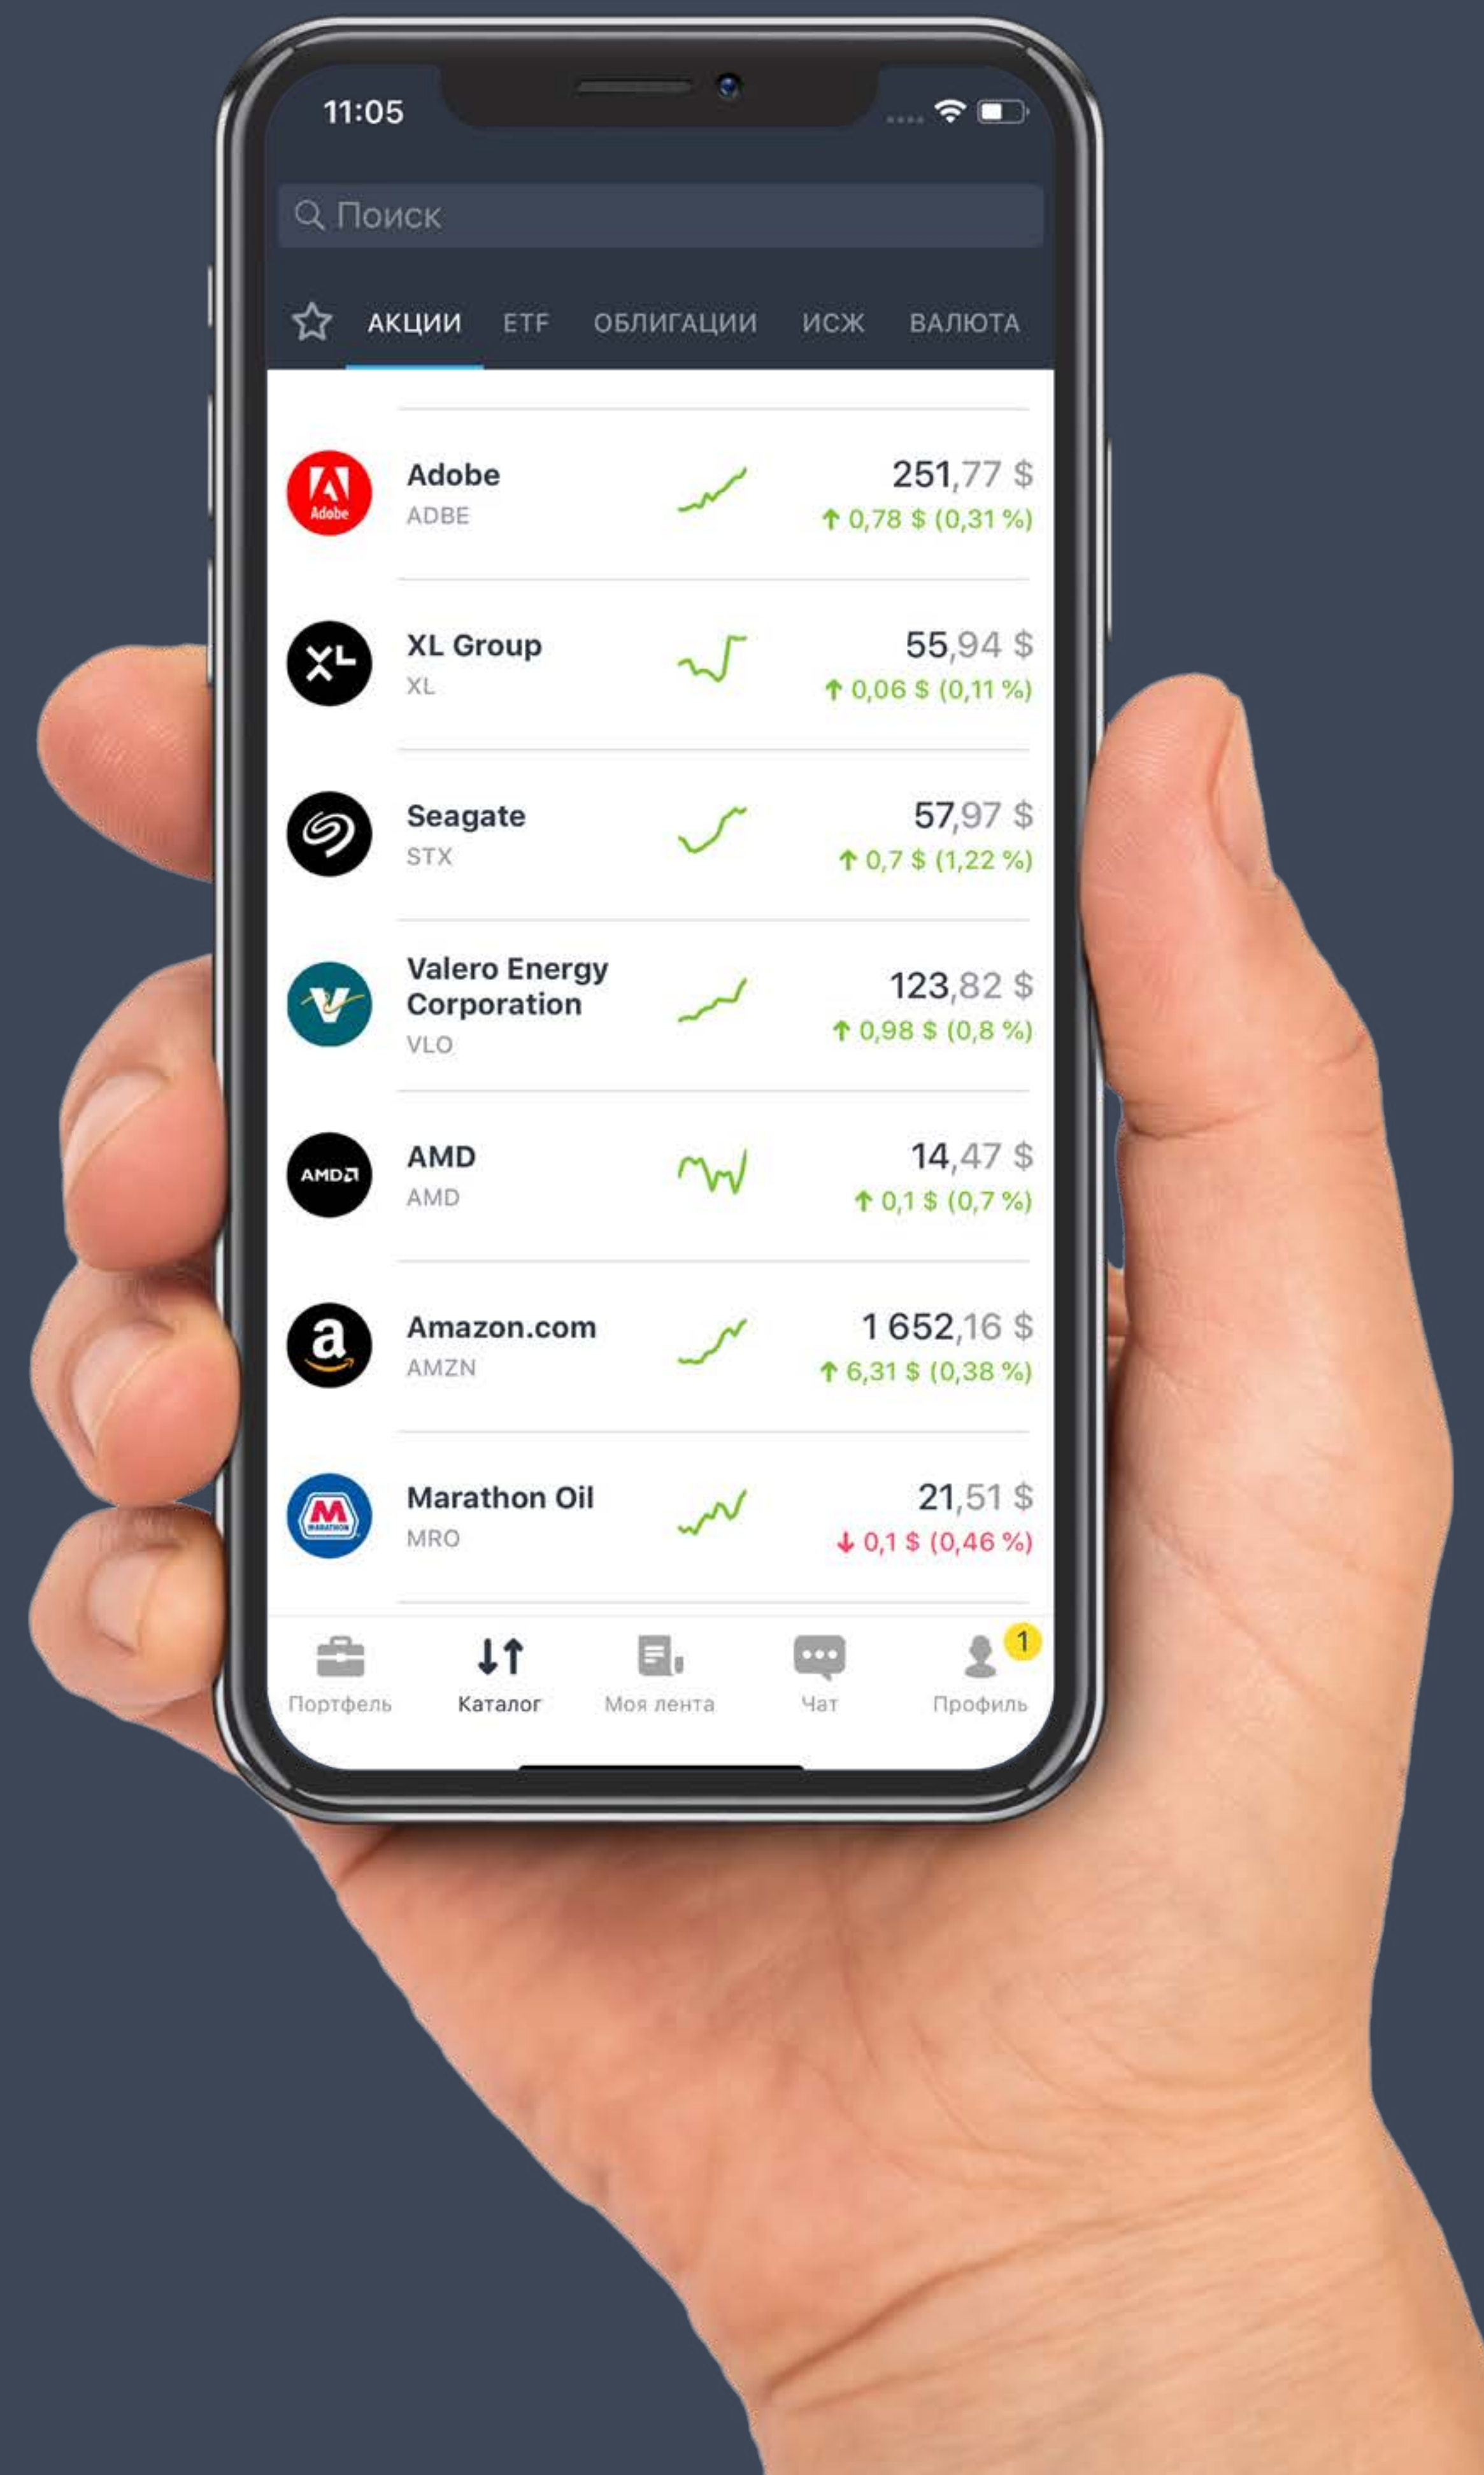 11:05
Поиск
АКЦИИ ETF ОБЛИГАЦИИ ИСЖ ВАЛЮТА
Adobe
Adobe 251,77 $
ADBE ↑ 0,78 $ (0,31 %)
XL
XL Group 55,94 $
XL ↑ 0,06 $ (0,11 %)
Seagate 57,97 $
STX ↑ 0,7 $ (1,22 %)
Valero Energy
Corporation 123,82 $
VLO ↑ 0,98 $ (0,8 %)
AMD
AMD 14,47 $
AMD ↑ 0,1 $ (0,7 %)
a
Amazon.com 1 652,16 $
AMZN ↑ 6,31 $ (0,38 %)
M
MARATHON
Marathon Oil 21,51 $
MRO ↓ 0,1 $ (0,46 %)
1
Портфель Каталог Моя лента Чат Профиль